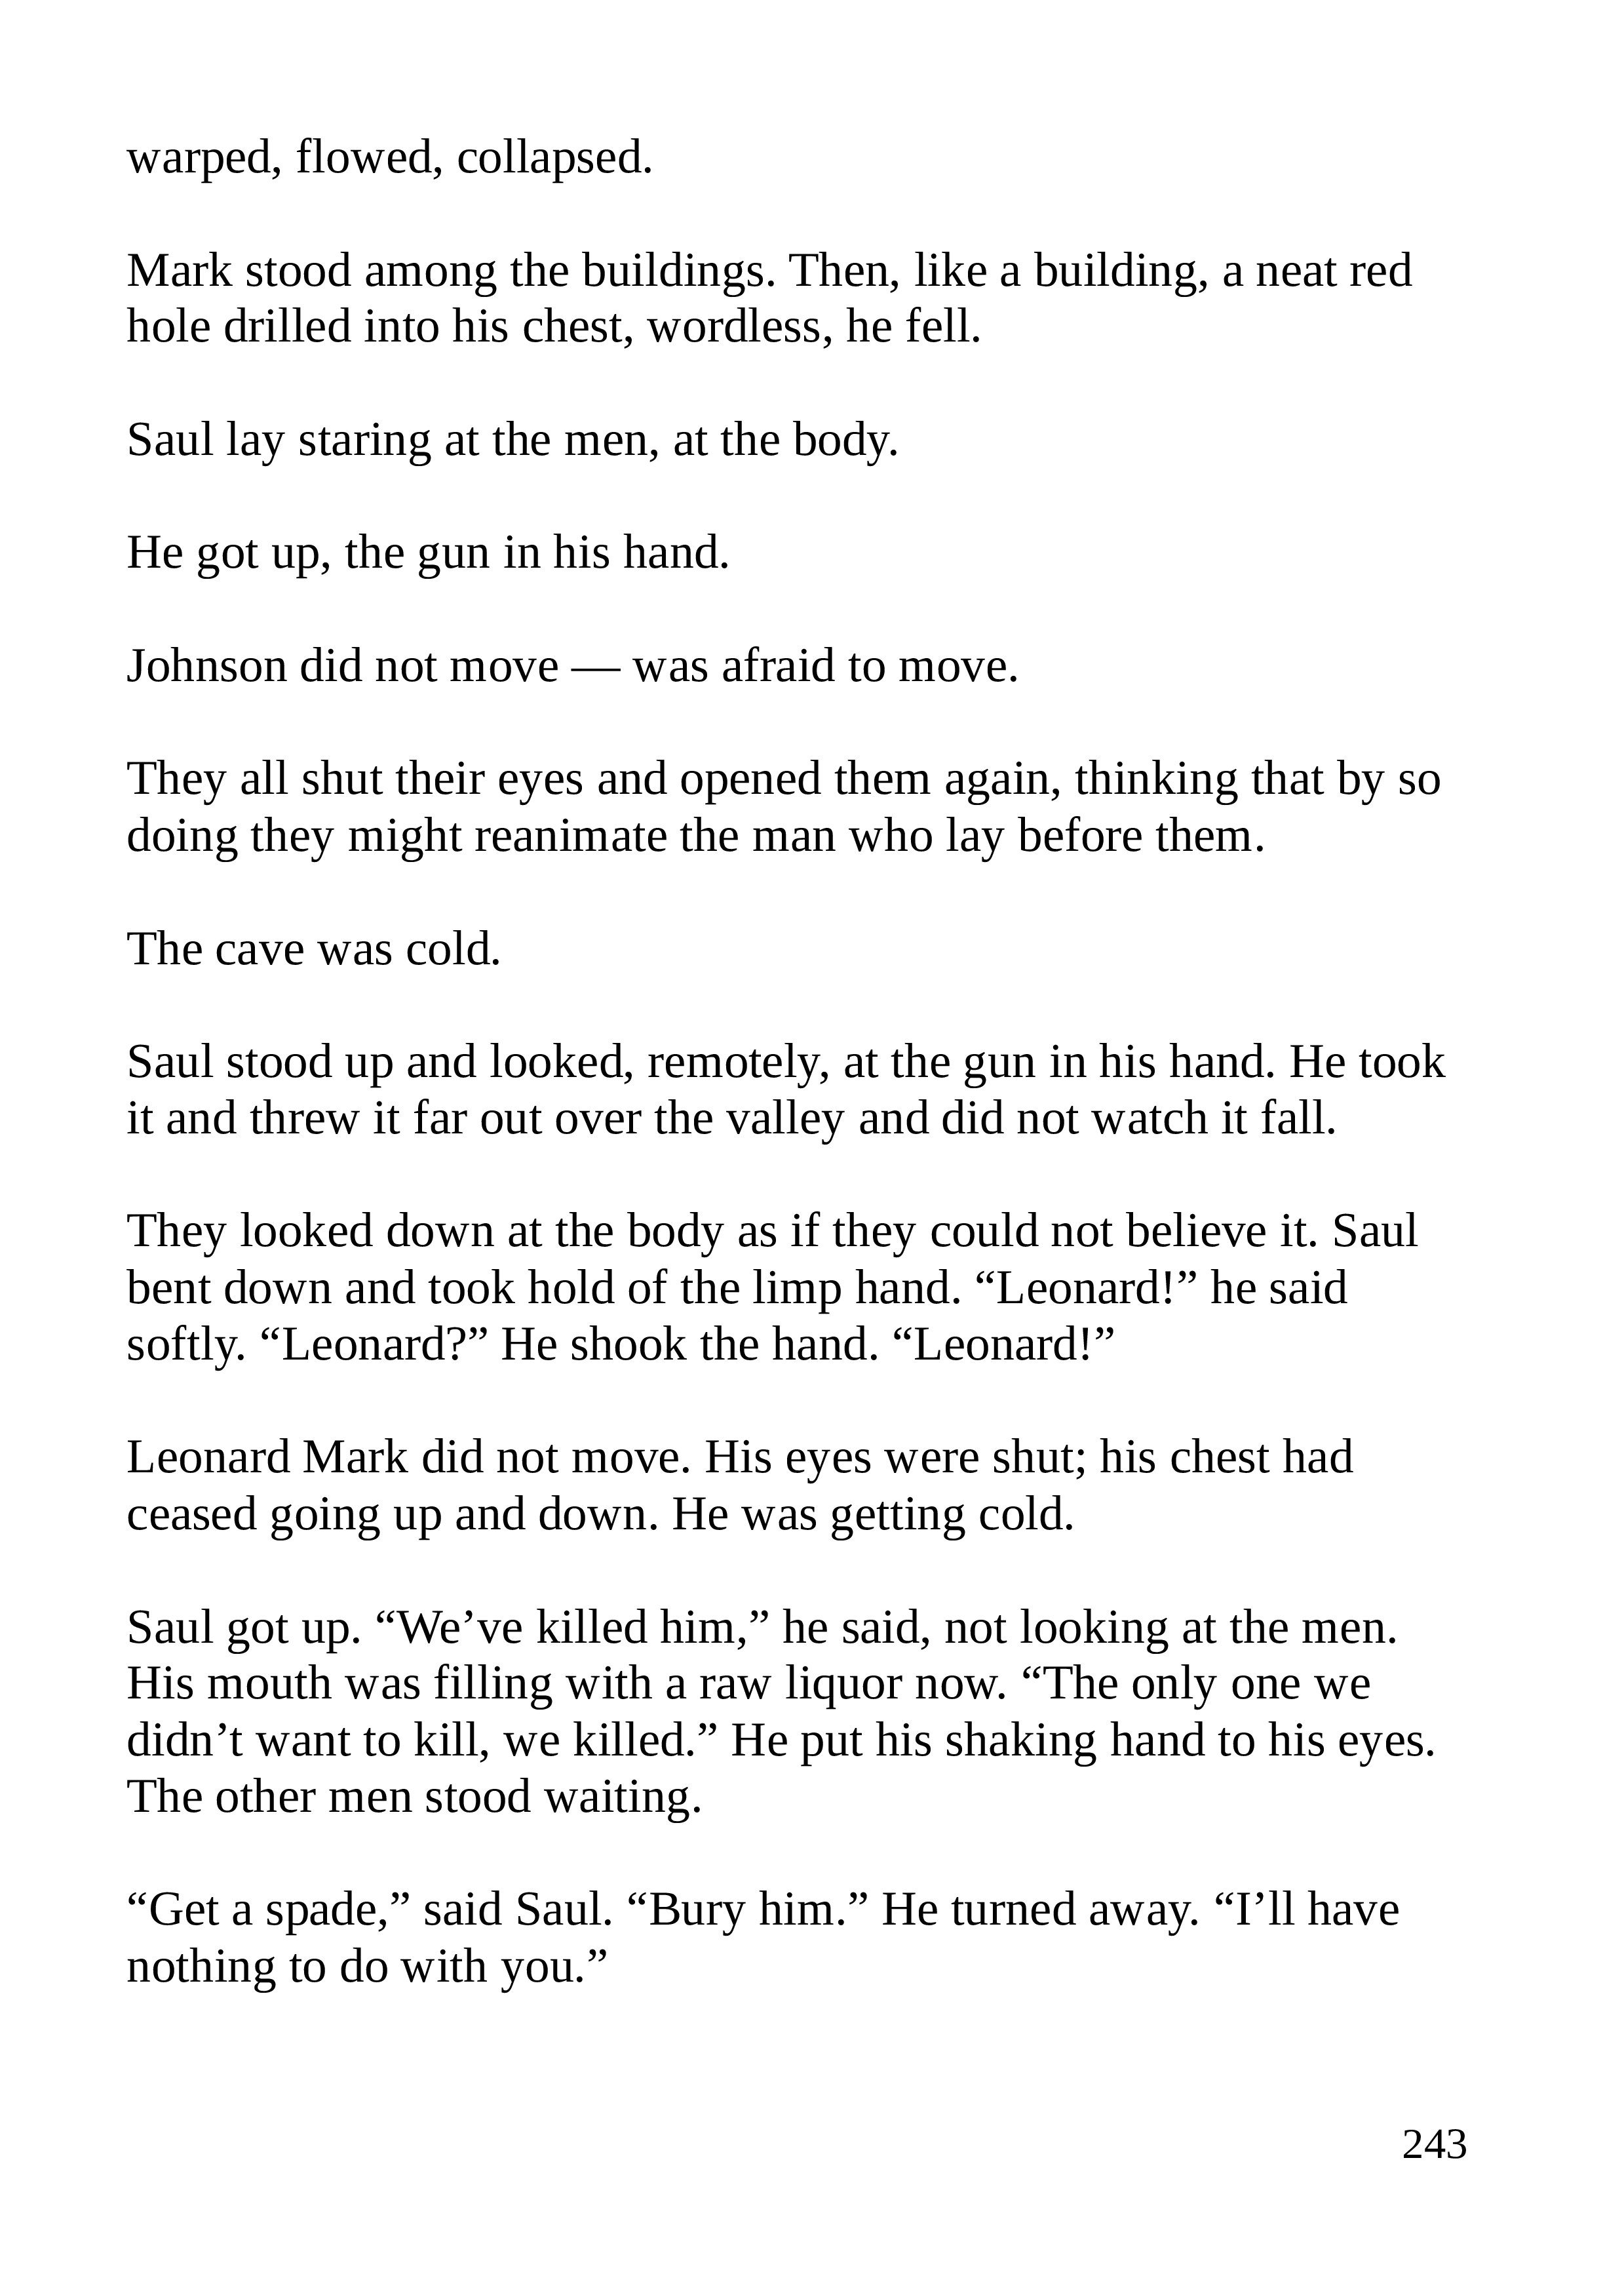 warped, flowed, collapsed.
Mark stood among the buildings. Then, like a building, a neat red
hole drilled into his chest, wordless, he fell.
Saul lay staring at the men, at the body.
He got up, the gun in his hand.
Johnson did not move — was afraid to move.
They all shut their eyes and opened them again, thinking that by so
doing they might reanimate the man who lay before them.
The cave was cold.
Saul stood up and looked, remotely, at the gun in his hand. He took
it and threw it far out over the valley and did not watch it fall.
They looked down at the body as if they could not believe it. Saul
bent down and took hold of the limp hand. “Leonard!” he said
softly. “Leonard?” He shook the hand. “Leonard!”
Leonard Mark did not move. His eyes were shut; his chest had
ceased going up and down. He was getting cold.
Saul got up. “We’ve killed him,” he said, not looking at the men.
His mouth was filling with a raw liquor now. “The only one we
didn’t want to kill, we killed.” He put his shaking hand to his eyes.
The other men stood waiting.
“Get a spade,” said Saul. “Bury him.” He turned away. “I’ll have
nothing to do with you.”
243